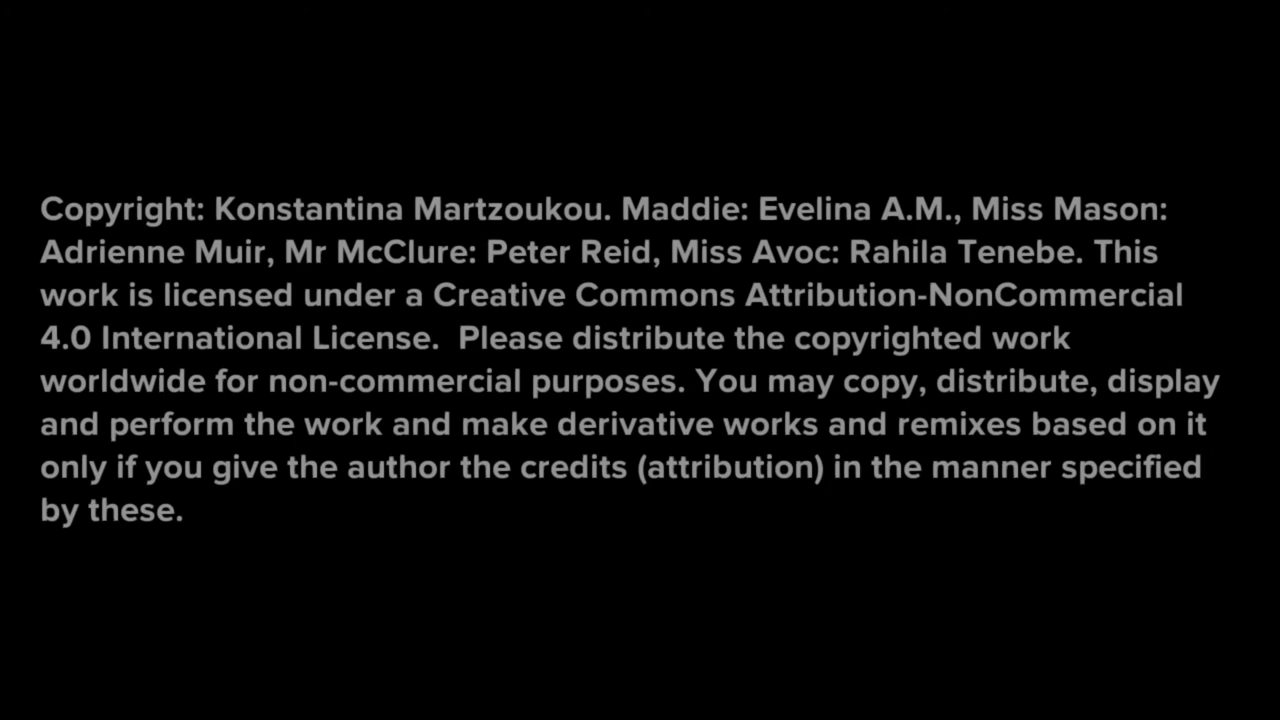 Copyright: Konstantina Martzoukou. Maddie: Evelina A.M., Miss Mason:
Adrienne Muir, Mr McClure: Peter Reid, Miss Avoc: Rahila Tenebe. This
work is licensed under a Creative Commons Attribution-NonCommercial
4.0 International License.  Please distribute the copyrighted work
worldwide for non-commercial purposes. You may copy, distribute, display
and perform the work and make derivative works and remixes based on it
only if you give the author the credits (attribution) in the manner specified
by these.